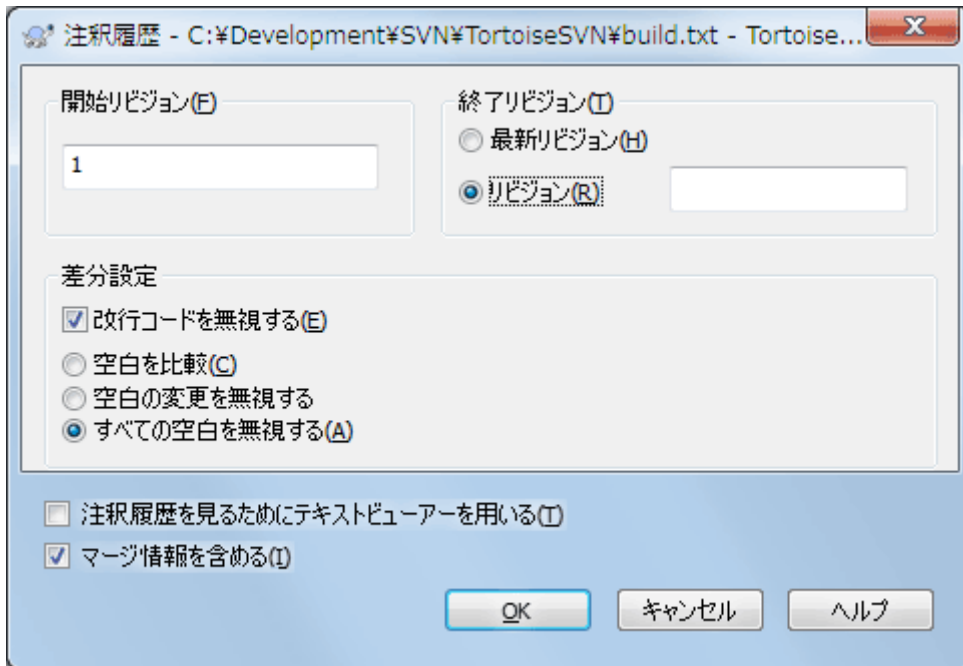 注釈履歴 - C:¥Development¥SVN¥TortoiseSVN¥build.txt - Tortoise...
開始リビジョン(F)
終了リビジョン(T)
最新リビジョン(H)
1
リビジョン(R)
差分設定
改行コードを無視する(E)
空白を比較(C)
空白の変更を無視する
すべての空白を無視する(A)
注釈履歴を見るためにテキストビューアーを用いる(T)
マージ情報を含める(I)
OK キャンセル ヘルプ